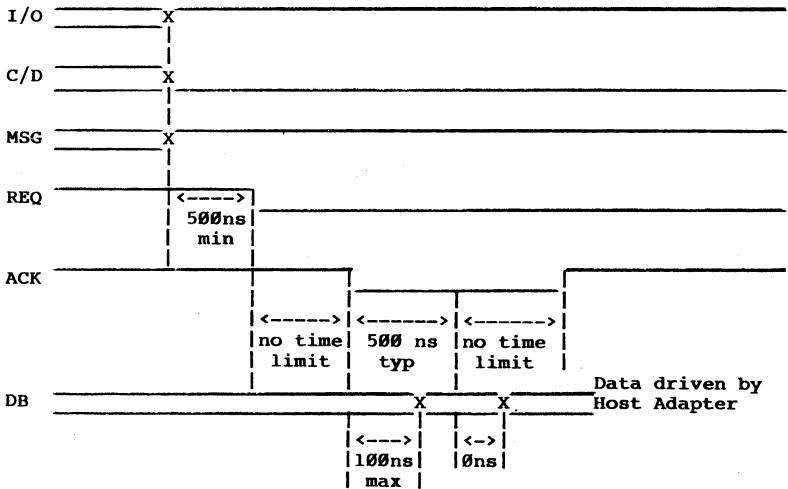 I/O
X
C/D
X
MSG
X
REQ
<---->
500ns
min
ACK
<-----> <-----> <----->
no time 500 ns no time
limit typ limit
Data driven by
DB X X Host Adapter
<---> <->
100ns 0ns
max